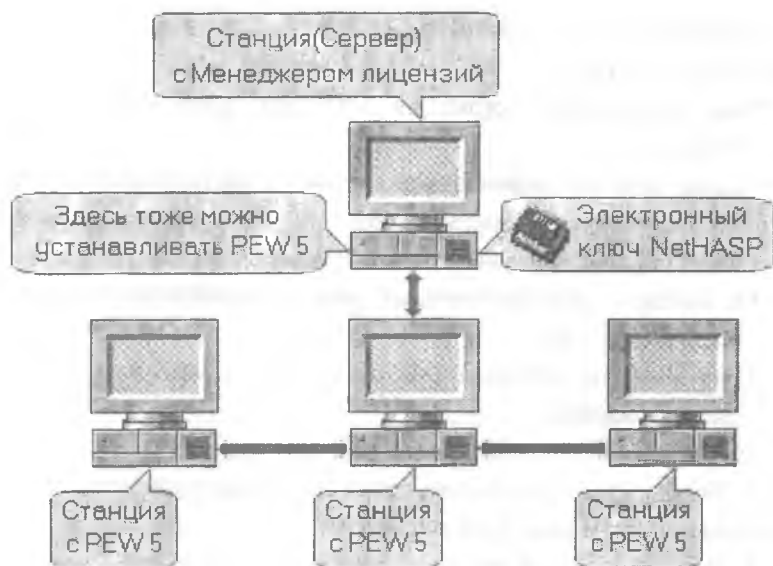 Станция(Сервер)
с Менеджером лицензий
Здесь тоже можно
устанавливать PEW 5
Электронный
ключ NetHASP
Станция
с PEW 5
Станция
с PEW 5
Станция
с PEW 5